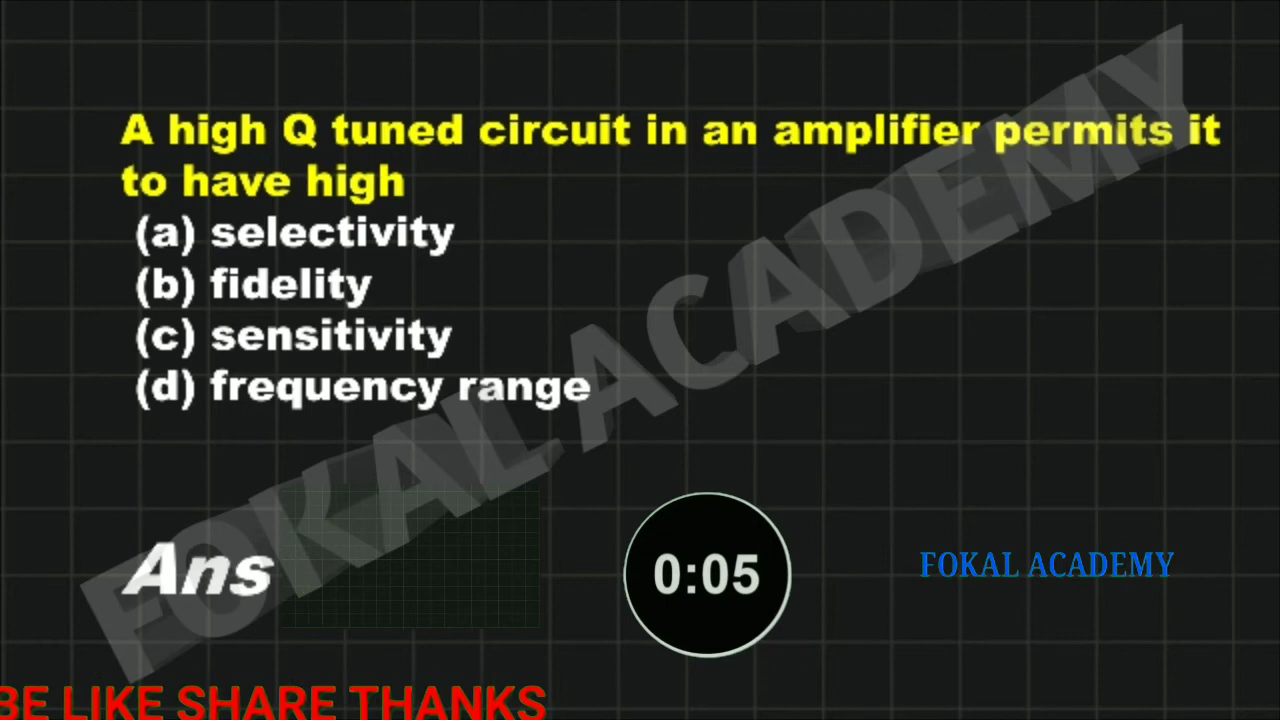 A high Q tuned circuit in an amplifier permits it
to have high
(a) selectivity
(b) fidelity
(c) sensitivity
(d) frequency range
FOKAL ACADEMY
Ans
0:05
FOKAL ACADEMY
BE LIKE SHARE THANKS